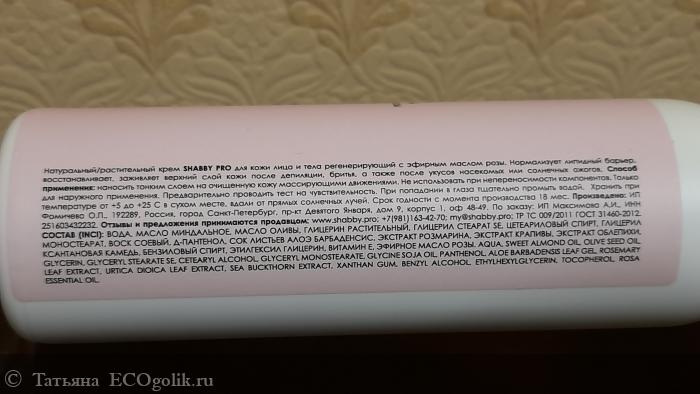 Натуральный/растительный крем SHABBY PRO для кожи лица и тела регенерирующий с эфирным маслом розы. Нормализует липидный барьер,
восстанавливает, заживляет верхний слой кожи после депиляции, бритья, а также после укусов насекомых или солнечных ожогов. Способ
применения: наносить тонким слоем на очищенную кожу массирующими движениями. Не использовать при непереносимости компонентов. Только
для наружного применения. Предварительно проводить тест на чувствительность. При попадании в глаза тщательно промыть водой. Хранить при
температуре от +5 до +25 С в сухом месте, вдали от прямых солнечных лучей. Срок годности с момента производства 18 мес. Произведено: ИП
Фамичево О.П., 192289, Россия, город Санкт-Петербург, пр-кт Девятого Января, дом 9, корпус 1, оф 48-49. По заказу: ИП Максимова А.И., ИНН
251603432232. Отзывы и предложения принимаются продавцом: www.shabby.pro; +7(981)163-42-70; my@shabby.pro; ТР ТС 009/2011 ГОСТ 31460-2012.
СОСТАВ (INCI): ВОДА, МАСЛО МИНДАЛЬНОЕ, МАСЛО ОЛИВЫ, ГЛИЦЕРИН РАСТИТЕЛЬНЫЙ, ГЛИЦЕРИЛ СТЕАРАТ SE, ЦЕТЕАРИЛОВЫЙ СПИРТ, ГЛИЦЕРИЛ
МОНОСТЕАРАТ, ВОСК СОЕВЫЙ, Д-ПАНТЕНОЛ, СОК ЛИСТЬЕВ АЛОЭ БАРБАДЕНСИС, ЭКСТРАКТ РОЗМАРИНА, ЭКСТРАКТ КРАПИВЫ, ЭКСТРАКТ ОБЛЕПИХИ,
КСАНТАНОВАЯ КАМЕДЬ, БЕНЗИЛОВЫЙ СПИРТ, ЭТИЛГЕКСИЛ ГЛИЦЕРИН, ВИТАМИН Е, ЭФИРНОЕ МАСЛО РОЗЫ. AQUA, SWEET ALMOND OIL, OLIVE SEED OIL,
GLYCERIN, GLYCERYL STEARATE SE, CETEARYL ALCOHOL, GLYCERYL MONOSTEARATE, GLYCINE SOJA OIL, PANTHENOL, ALOE BARBADENSIS LEAF GEL, ROSEMARY
LEAF EXTRACT, URTICA DIOICA LEAF EXTRACT, SEA BUCKTHORN EXTRACT, XANTHAN GUM, BENZYL ALCOHOL, ETHYLHEXYLGLYCERIN, TOCOPHEROL, ROSA
ESSENTIAL OIL.
© Татьяна ECOgolik.ru